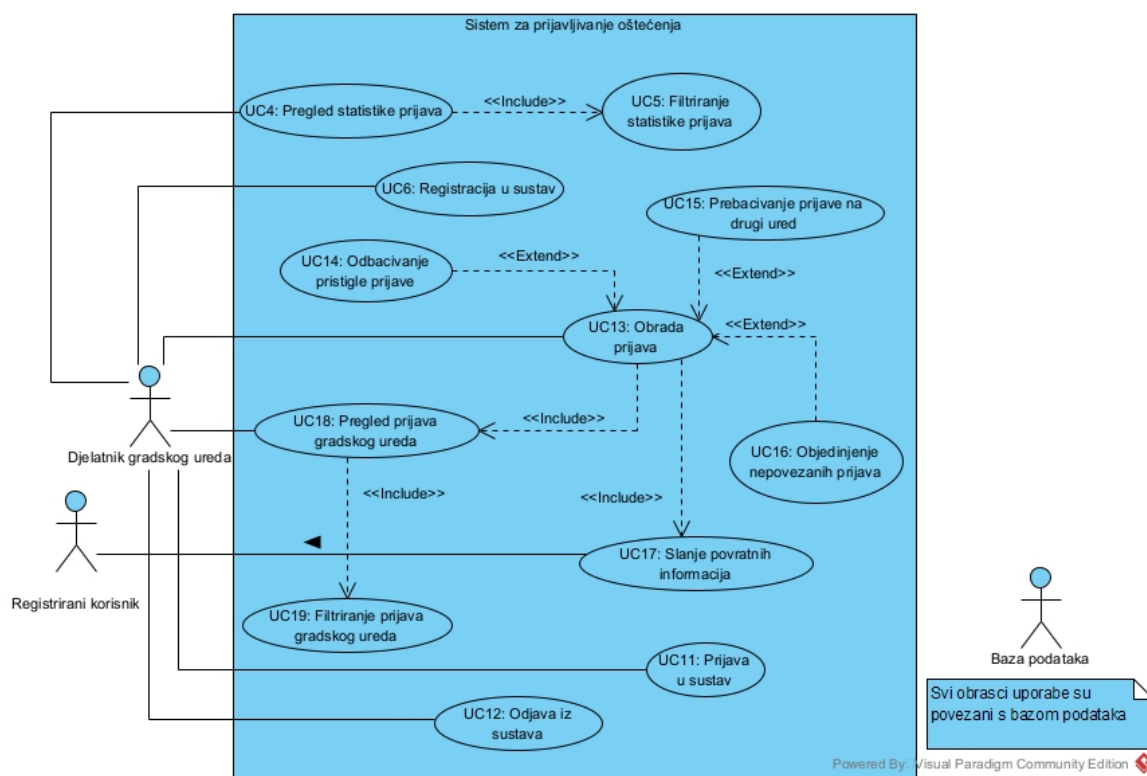 Sistem za prijavljivanje oštećenja
UC4: Pregled statistike prijava
<<Include>>
UC5: Filtriranje
statistike prijava
UC6: Registracija u sustav
UC15: Prebacivanje prijave na
drugi ured
UC14: Odbacivanje
pristigle prijave
<<Extend>>
<<Extend>>
UC13: Obrada
prijava
<<Extend>>
UC18: Pregled prijava
gradskog ureda
<<Include>>
Djelatnik gradskog ureda
UC16: Objedinjenje
nepovezanih prijava
<<Include>>
<<Include>>
UC17: Slanje povratnih
informacija
Registrirani korisnik
UC19: Filtriranje prijava
gradskog ureda
UC11: Prijava
u sustav
Baza podataka
Svi obrasci uporabe su
povezani s bazom podataka
UC12: Odjava iz
sustava
Powered By: Visual Paradigm Community Edition